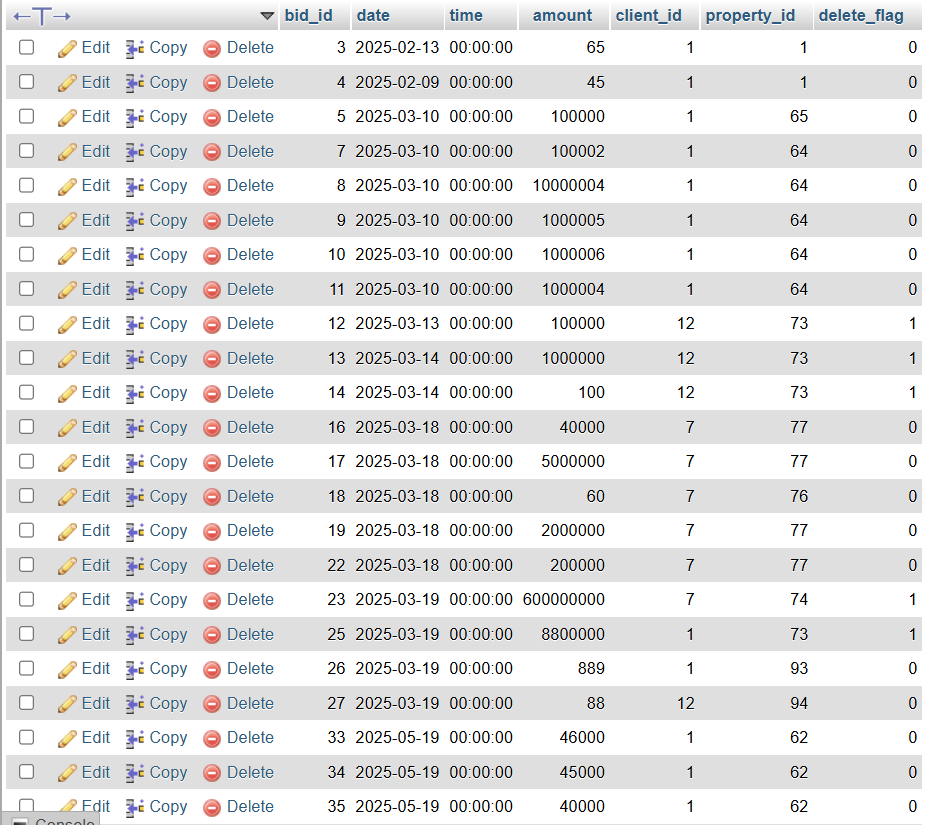 bid_id date time amount client_id property_id delete_flag
Edit Copy Delete 3 2025-02-13 00:00:00 65 1 1 0
Edit Copy Delete 4 2025-02-09 00:00:00 45 1 1 0
Edit Copy Delete 5 2025-03-10 00:00:00 100000 1 65 0
Edit Copy Delete 7 2025-03-10 00:00:00 100002 1 64 0
Edit Copy Delete 8 2025-03-10 00:00:00 10000004 1 64 0
Edit Copy Delete 9 2025-03-10 00:00:00 1000005 1 64 0
Edit Copy Delete 10 2025-03-10 00:00:00 1000006 1 64 0
Edit Copy Delete 11 2025-03-10 00:00:00 1000004 1 64 0
Edit Copy Delete 12 2025-03-13 00:00:00 100000 12 73 1
Edit Copy Delete 13 2025-03-14 00:00:00 1000000 12 73 1
Edit Copy Delete 14 2025-03-14 00:00:00 100 12 73 1
Edit Copy Delete 16 2025-03-18 00:00:00 40000 7 77 0
Edit Copy Delete 17 2025-03-18 00:00:00 5000000 7 77 0
Edit Copy Delete 18 2025-03-18 00:00:00 60 7 76 0
Edit Copy Delete 19 2025-03-18 00:00:00 2000000 7 77 0
Edit Copy Delete 22 2025-03-18 00:00:00 200000 7 77 0
Edit Copy Delete 23 2025-03-19 00:00:00 600000000 7 74 1
Edit Copy Delete 25 2025-03-19 00:00:00 8800000 1 73 1
Edit Copy Delete 26 2025-03-19 00:00:00 889 1 93 0
Edit Copy Delete 27 2025-03-19 00:00:00 88 12 94 0
Edit Copy Delete 33 2025-05-19 00:00:00 46000 1 62 0
Edit Copy Delete 34 2025-05-19 00:00:00 45000 1 62 0
Edit Copy Delete 35 2025-05-19 00:00:00 40000 1 62 0
Console